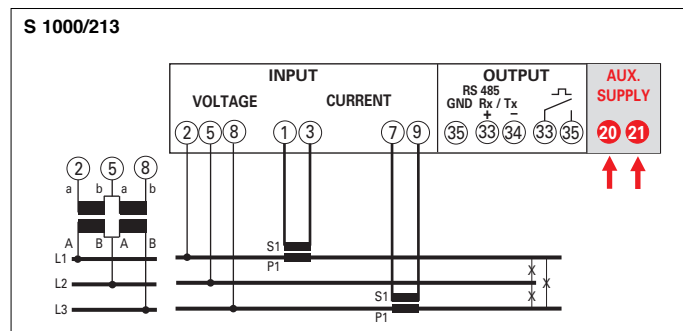 S 1000/213
INPUT
OUTPUT
AUX.
SUPPLY
VOLTAGE
CURRENT
RS 485
GND Rx / Tx
+ −
2 5 8 1 3 7 9 35 33 34 33 35 20 21
2 5 8
a b a b
A B A B
S1
P1
L1
L2
L3
S1
P1
X
X
X